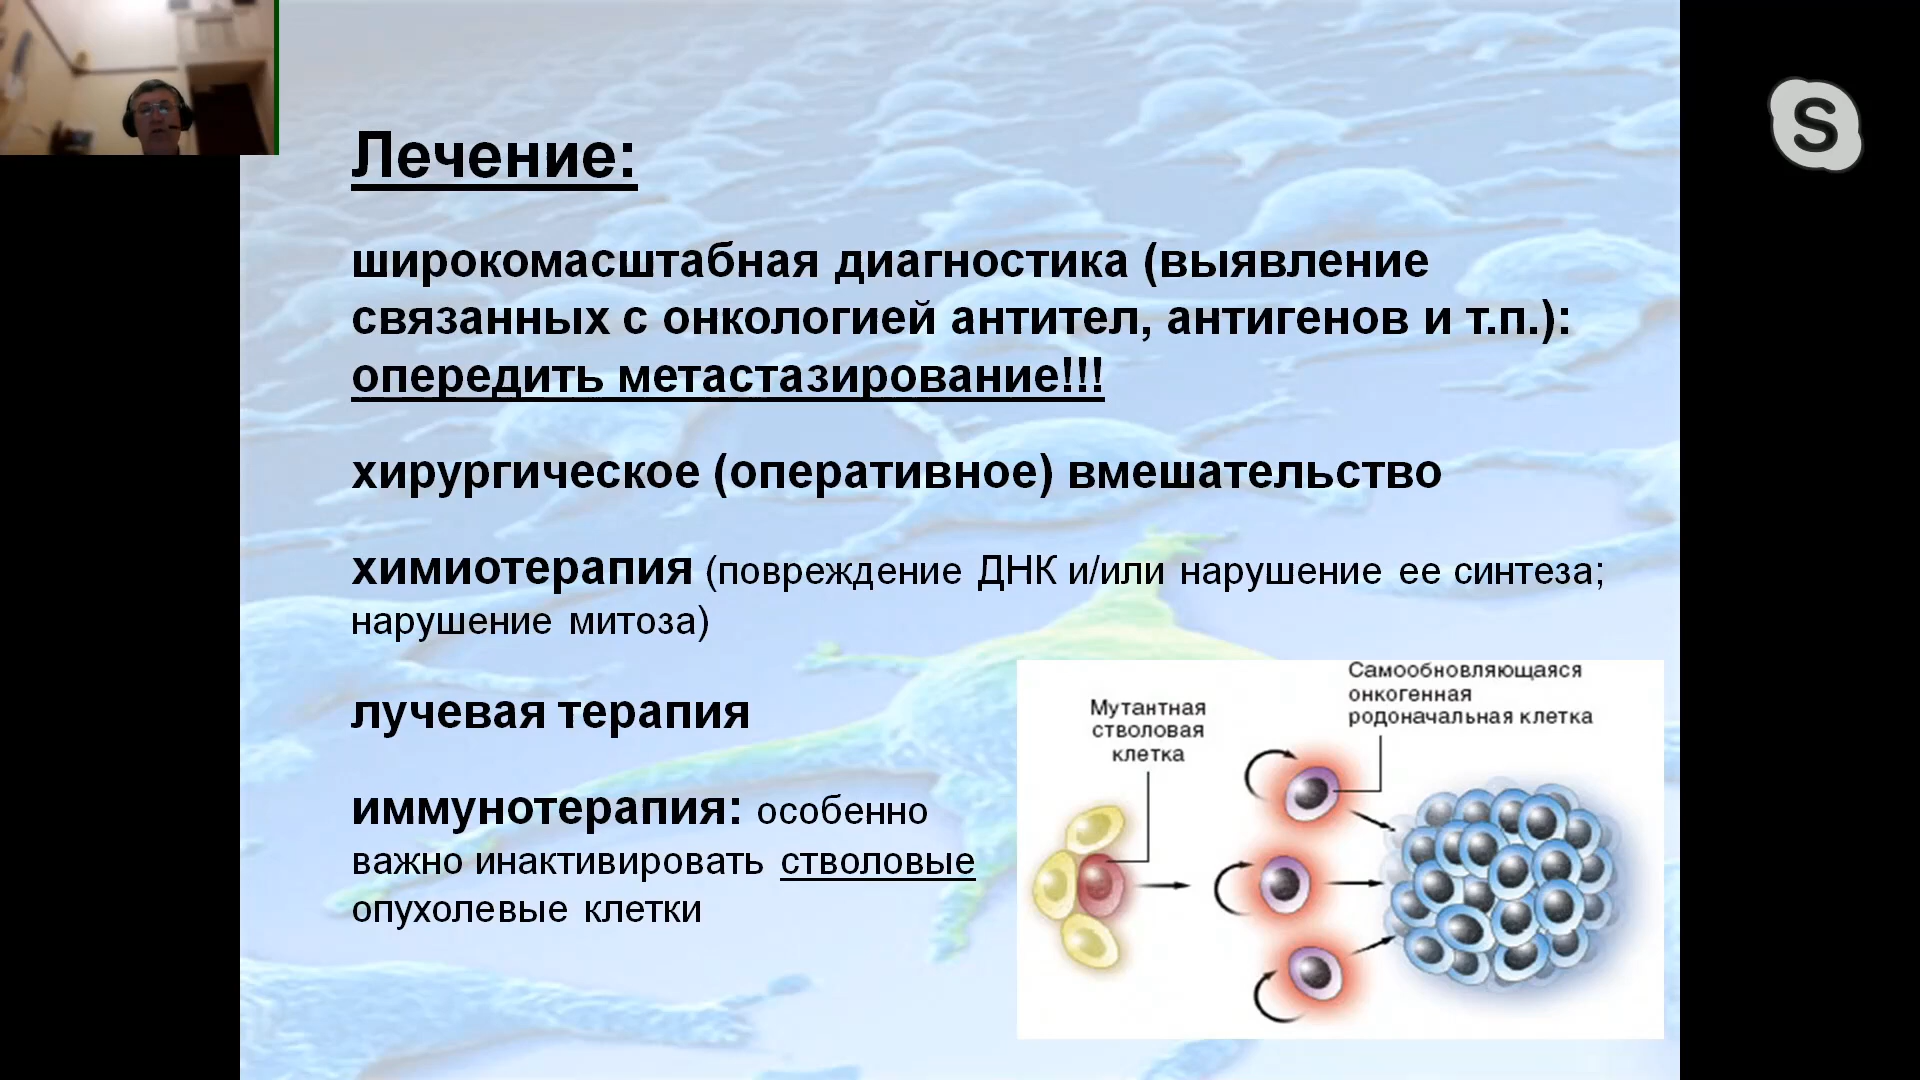 Лечение:
широкомасштабная диагностика (выявление
связанных с онкологией антител, антигенов и т.п.):
опередить метастазирование!!!
хирургическое (оперативное) вмешательство
химиотерапия (повреждение ДНК и/или нарушение ее синтеза;
нарушение митоза)
лучевая терапия
иммунотерапия: особенно
важно инактивировать стволовые
опухолевые клетки
Самообновляющаяся
онкогенная
родоначальная клетка
Мутантная
стволовая
клетка
S